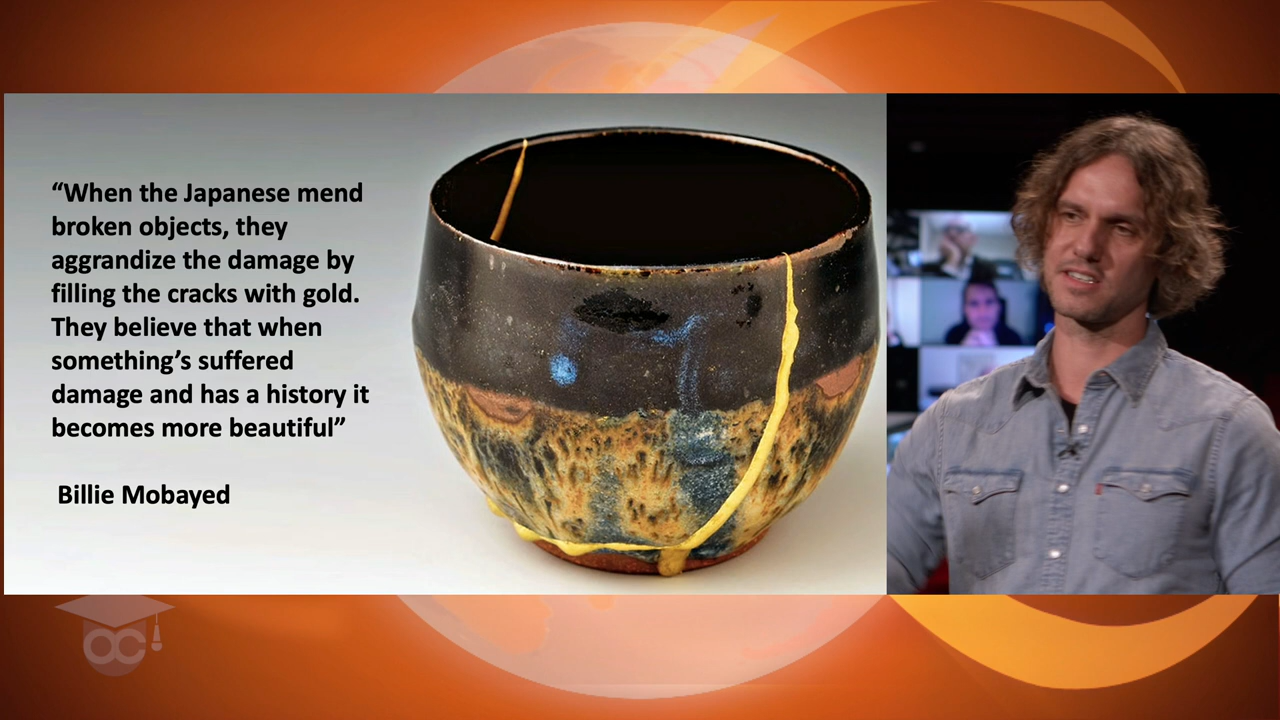 “When the Japanese mend
broken objects, they
aggrandize the damage by
filling the cracks with gold.
They believe that when
something’s suffered
damage and has a history it
becomes more beautiful”
Billie Mobayed
OC